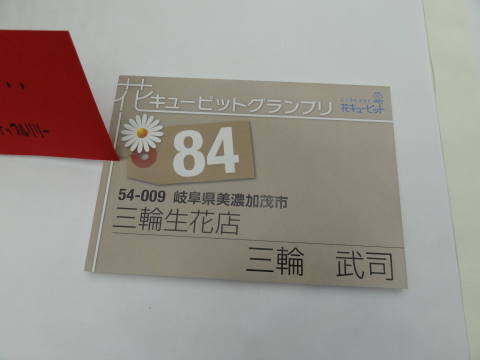 花キューピットグランプリ
花キューピット
84
54-009 岐阜県美濃加茂市
三輪生花店
三輪 武司